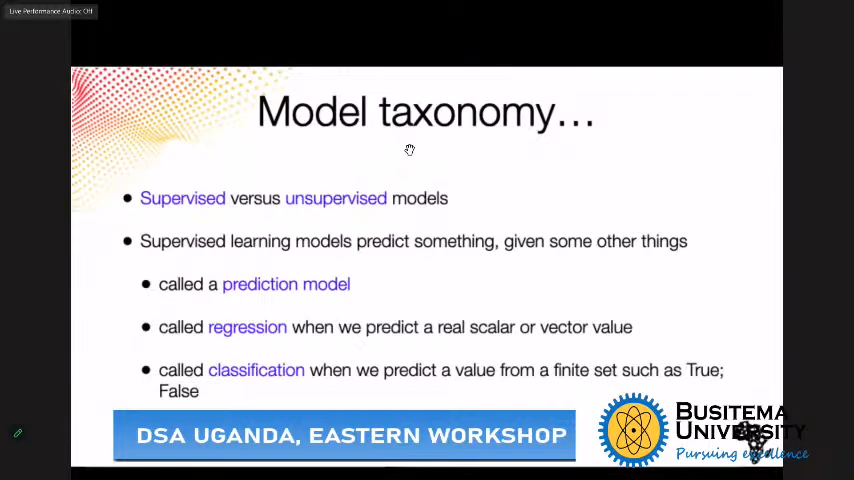 Live Performance Audio: Off
Model taxonomy…
• Supervised versus unsupervised models
• Supervised learning models predict something, given some other things
• called a prediction model
• called regression when we predict a real scalar or vector value
• called classification when we predict a value from a finite set such as True;
False
DSA UGANDA, EASTERN WORKSHOP
BUSITEMA
UNIVERSITY
Pursuing excellence